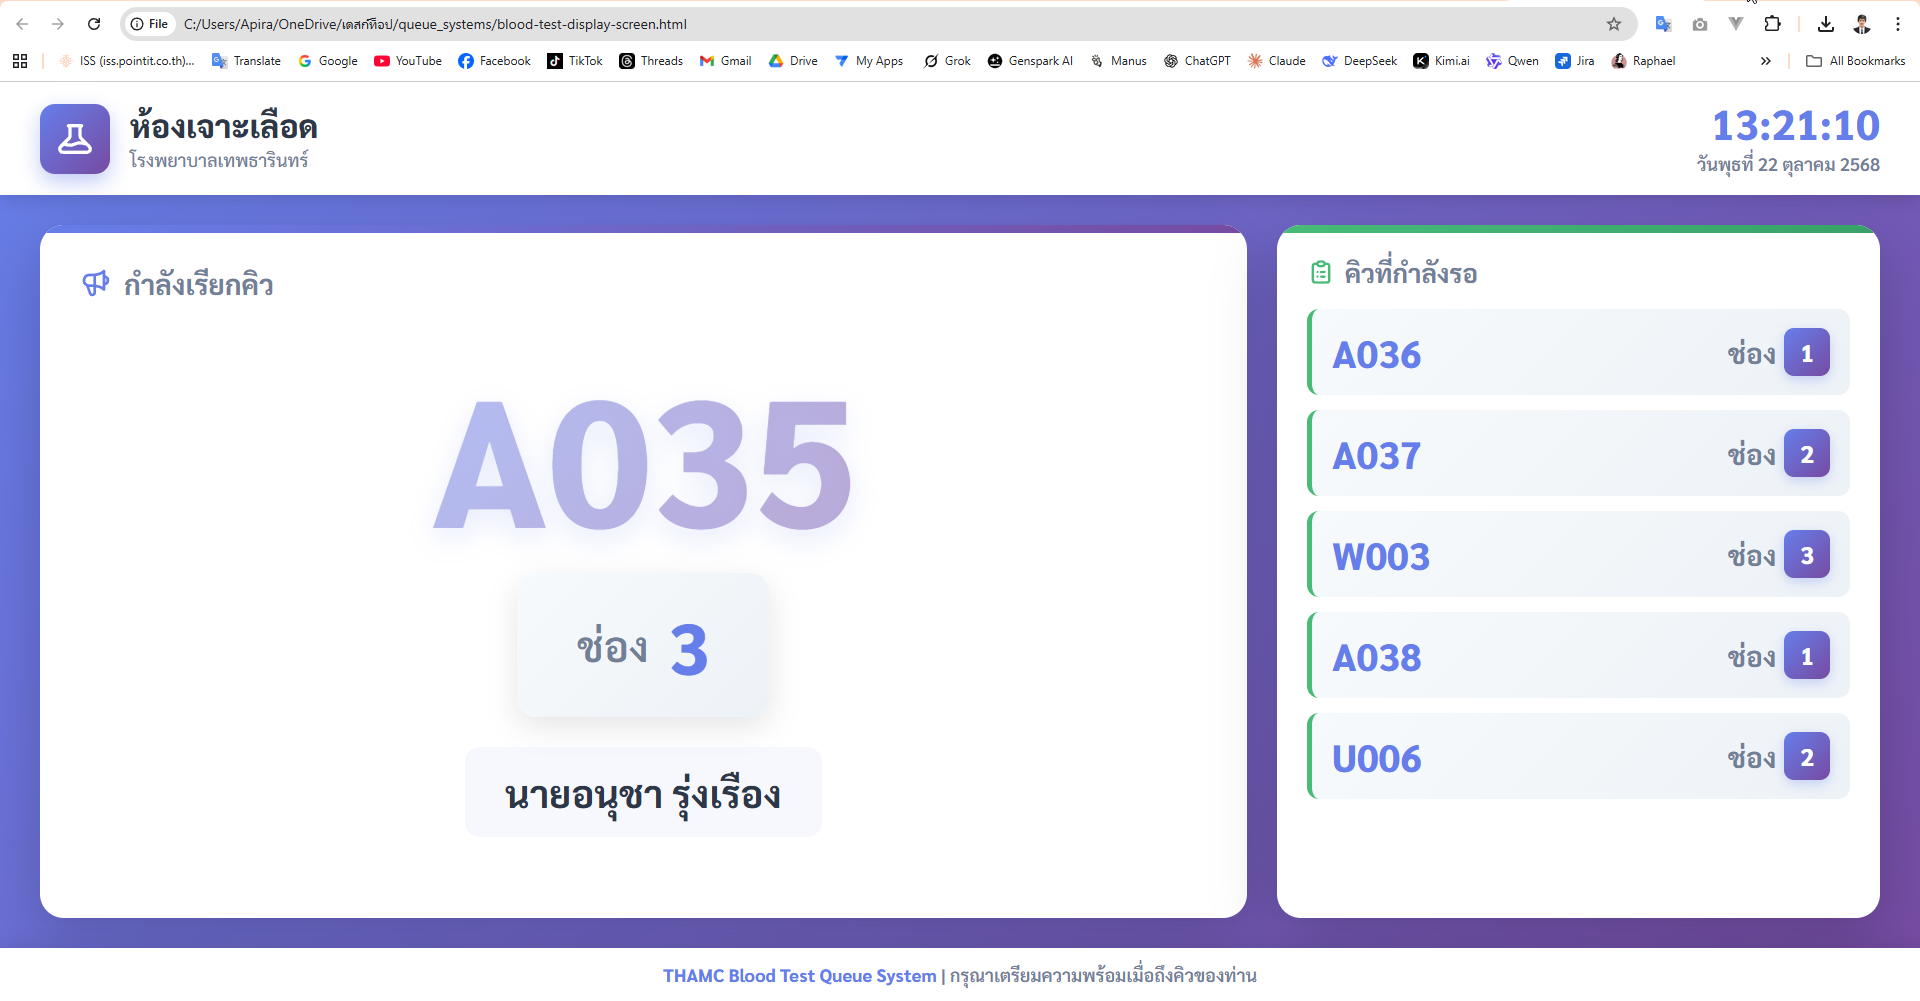 File C:/Users/Apira/OneDrive/เดสก์ท็อป/queue_systems/blood-test-display-screen.html
ISS (iss.pointit.co.th)... Translate Google YouTube Facebook TikTok Threads Gmail Drive My Apps Grok Genspark AI Manus ChatGPT Claude DeepSeek Kimi.ai Qwen Jira Raphael All Bookmarks
ห้องเจาะเลือด
โรงพยาบาลเทพธารินทร์
13:21:10
วันพุธที่ 22 ตุลาคม 2568
กำลังเรียกคิว
A035
ช่อง 3
นายอนุชา รุ่งเรือง
คิวที่กำลังรอ
A036 ช่อง 1
A037 ช่อง 2
W003 ช่อง 3
A038 ช่อง 1
U006 ช่อง 2
THAMC Blood Test Queue System | กรุณาเตรียมความพร้อมเมื่อถึงคิวของท่าน